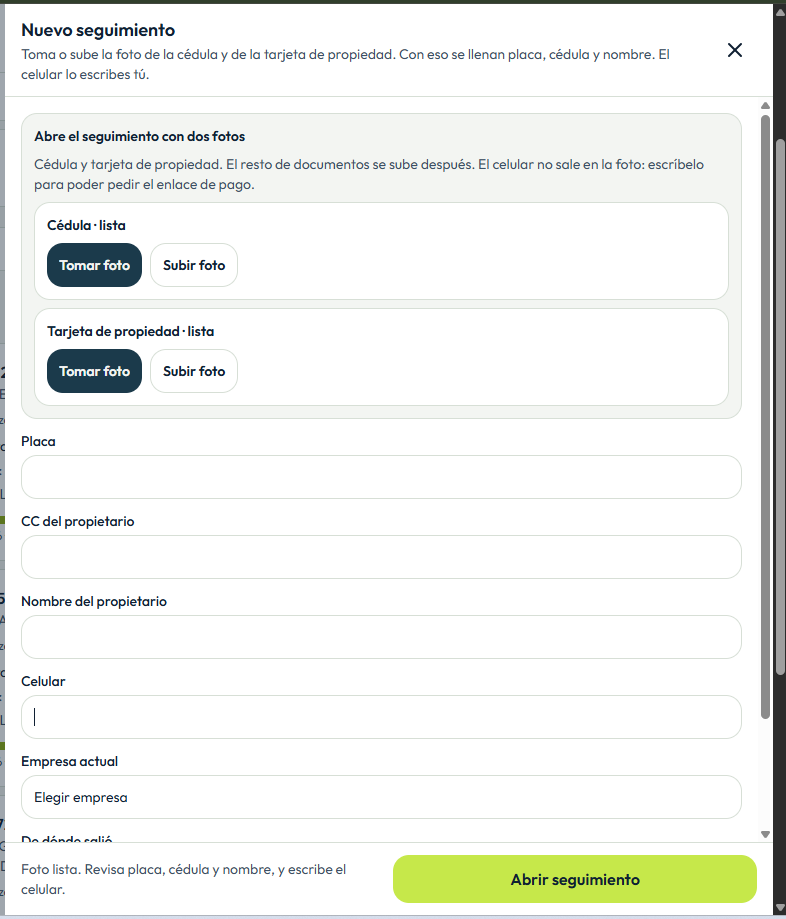 Nuevo seguimiento
Toma o sube la foto de la cédula y de la tarjeta de propiedad. Con eso se llenan placa, cédula y nombre. El
celular lo escribes tú.
Abre el seguimiento con dos fotos
Cédula y tarjeta de propiedad. El resto de documentos se sube después. El celular no sale en la foto: escríbelo
para poder pedir el enlace de pago.
Cédula · lista
Tomar foto
Subir foto
Tarjeta de propiedad · lista
Tomar foto
Subir foto
Placa
CC del propietario
Nombre del propietario
Celular
Empresa actual
Elegir empresa
De dónde salió
Foto lista. Revisa placa, cédula y nombre, y escribe el
celular.
Abrir seguimiento